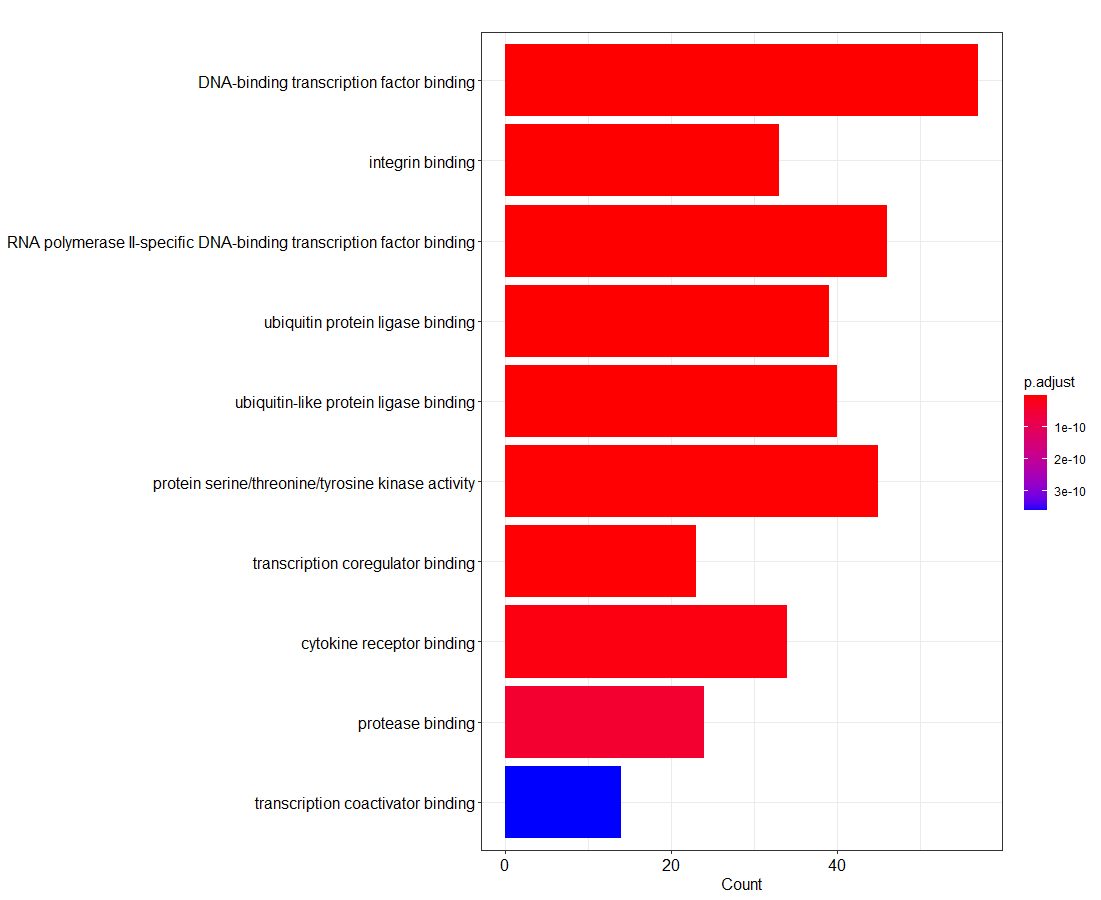 DNA-binding transcription factor binding
integrin binding
RNA polymerase II-specific DNA-binding transcription factor binding
ubiquitin protein ligase binding
ubiquitin-like protein ligase binding
protein serine/threonine/tyrosine kinase activity
transcription coregulator binding
cytokine receptor binding
protease binding
transcription coactivator binding
0 20 40
Count
p.adjust
1e-10
2e-10
3e-10